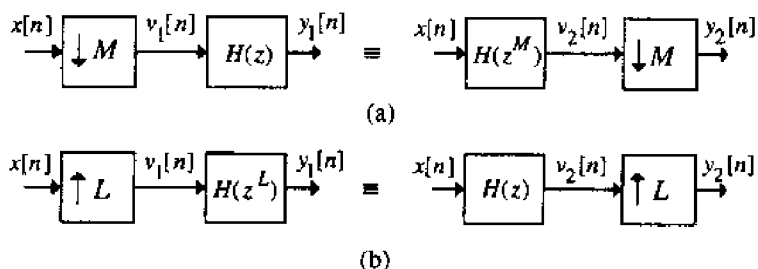 x[n] v₁[n] y₁[n] x[n] v₂[n] y₂[n]
↓ M H(z) ≡ H(z^M) ↓ M
(a)
x[n] v₁[n] y₁[n] x[n] v₂[n] y₂[n]
↑ L H(z^L) ≡ H(z) ↑ L
(b)